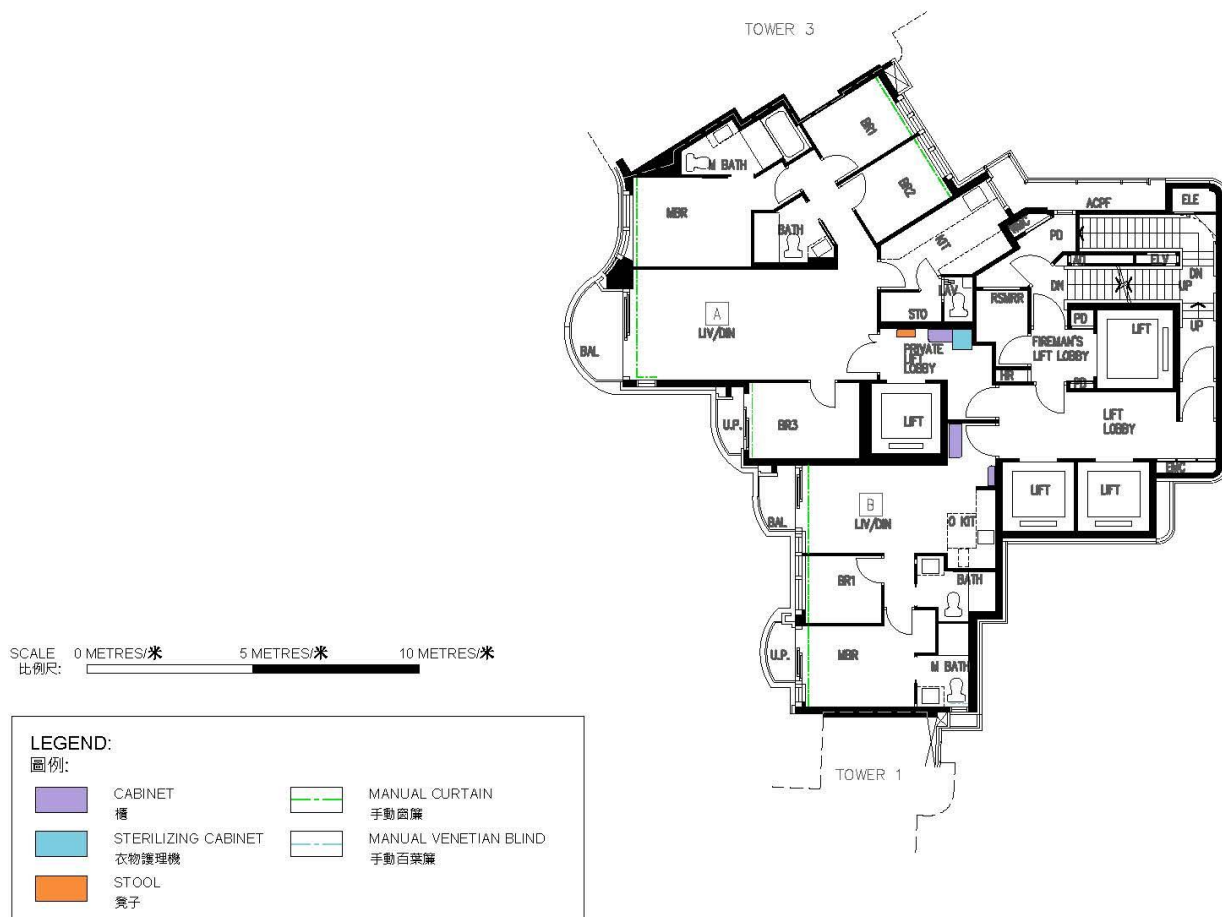 TOWER 3
BR1
M BATH
BR2
MBR
BATH
KIT
ACPF
ELE
PD
ELV
DN
DN
UP
LAV
RSMRR
STO
A
LIV/DIN
PD
UP
BAL
PRIVATE
LIFT
LOBBY
FIREMAN'S
LIFT LOBBY
LIFT
HR
PD
U.P.
BR3
LIFT
LIFT
LOBBY
EMC
B
LIV/DIN
BAL
O KIT
LIFT
LIFT
BR1
BATH
U.P.
MBR
M BATH
TOWER 1
SCALE 0 METRES/米 5 METRES/米 10 METRES/米
比例尺:
LEGEND:
圖例:
CABINET
櫃
STERILIZING CABINET
衣物護理機
STOOL
凳子
MANUAL CURTAIN
手動窗簾
MANUAL VENETIAN BLIND
手動百葉簾